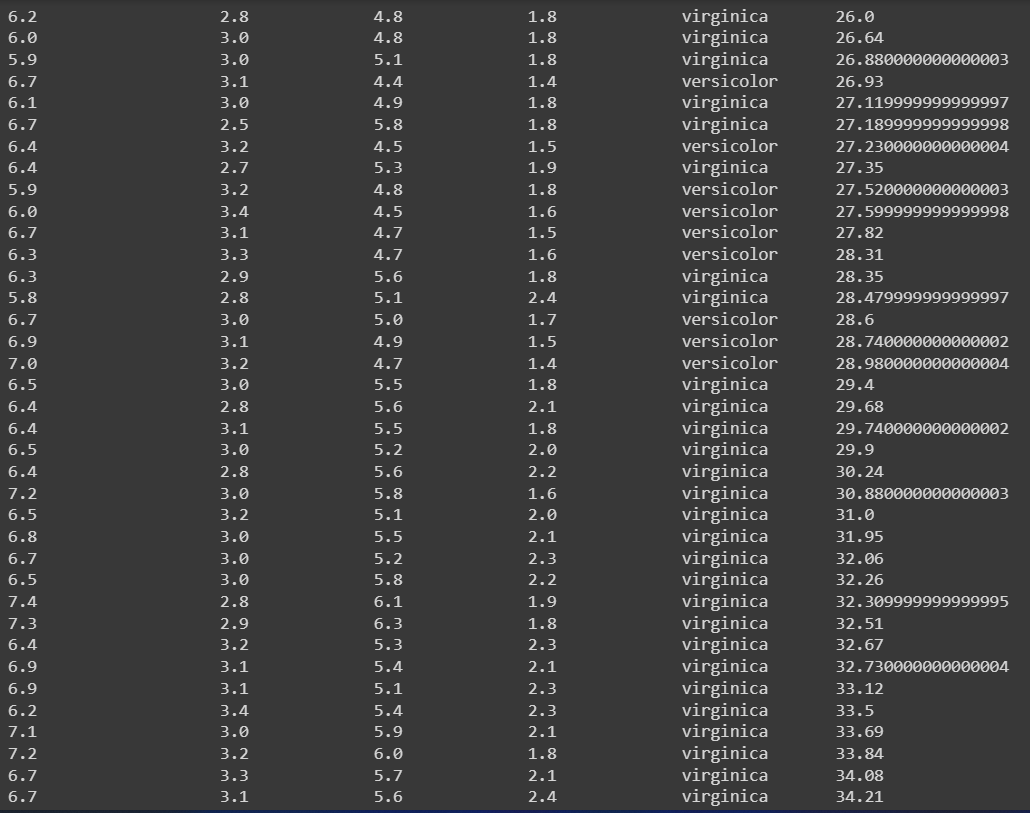 6.2 2.8 4.8 1.8 virginica 26.0
6.0 3.0 4.8 1.8 virginica 26.64
5.9 3.0 5.1 1.8 virginica 26.880000000000003
6.7 3.1 4.4 1.4 versicolor 26.93
6.1 3.0 4.9 1.8 virginica 27.119999999999997
6.7 2.5 5.8 1.8 virginica 27.189999999999998
6.4 3.2 4.5 1.5 versicolor 27.230000000000004
6.4 2.7 5.3 1.9 virginica 27.35
5.9 3.2 4.8 1.8 versicolor 27.520000000000003
6.0 3.4 4.5 1.6 versicolor 27.599999999999998
6.7 3.1 4.7 1.5 versicolor 27.82
6.3 3.3 4.7 1.6 versicolor 28.31
6.3 2.9 5.6 1.8 virginica 28.35
5.8 2.8 5.1 2.4 virginica 28.479999999999997
6.7 3.0 5.0 1.7 versicolor 28.6
6.9 3.1 4.9 1.5 versicolor 28.740000000000002
7.0 3.2 4.7 1.4 versicolor 28.980000000000004
6.5 3.0 5.5 1.8 virginica 29.4
6.4 2.8 5.6 2.1 virginica 29.68
6.4 3.1 5.5 1.8 virginica 29.740000000000002
6.5 3.0 5.2 2.0 virginica 29.9
6.4 2.8 5.6 2.2 virginica 30.24
7.2 3.0 5.8 1.6 virginica 30.880000000000003
6.5 3.2 5.1 2.0 virginica 31.0
6.8 3.0 5.5 2.1 virginica 31.95
6.7 3.0 5.2 2.3 virginica 32.06
6.5 3.0 5.8 2.2 virginica 32.26
7.4 2.8 6.1 1.9 virginica 32.309999999999995
7.3 2.9 6.3 1.8 virginica 32.51
6.4 3.2 5.3 2.3 virginica 32.67
6.9 3.1 5.4 2.1 virginica 32.730000000000004
6.9 3.1 5.1 2.3 virginica 33.12
6.2 3.4 5.4 2.3 virginica 33.5
7.1 3.0 5.9 2.1 virginica 33.69
7.2 3.2 6.0 1.8 virginica 33.84
6.7 3.3 5.7 2.1 virginica 34.08
6.7 3.1 5.6 2.4 virginica 34.21